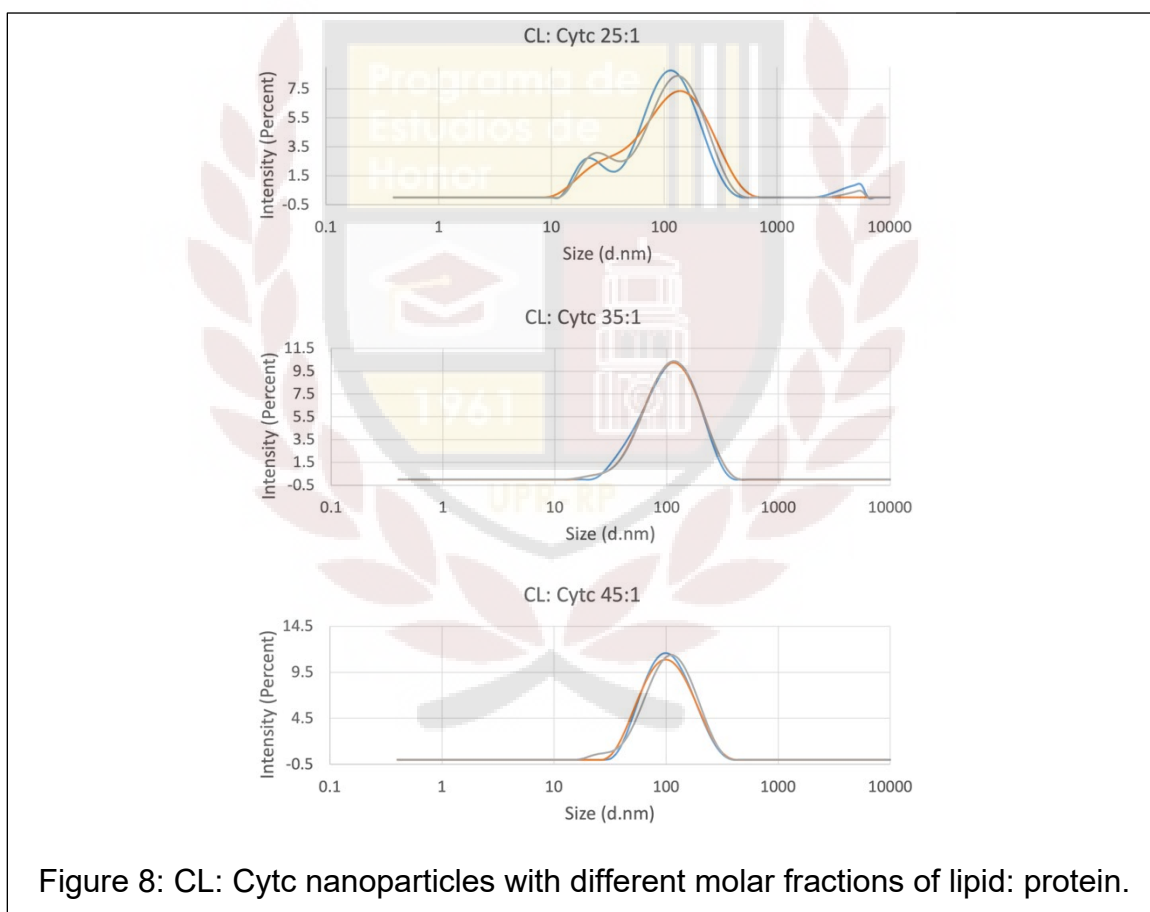 CL: Cytc 25:1
Programa de
Estudios de
Honor
Intensity (Percent)
7.5
5.5
3.5
1.5
-0.5
0.1 1 10 100 1000 10000
Size (d.nm)
CL: Cytc 35:1
Intensity (Percent)
11.5
9.5
7.5
5.5
3.5
1.5
-0.5
1961
UPR-RP
0.1 1 10 100 1000 10000
Size (d.nm)
CL: Cytc 45:1
Intensity (Percent)
14.5
9.5
4.5
-0.5
0.1 1 10 100 1000 10000
Size (d.nm)
Figure 8: CL: Cytc nanoparticles with different molar fractions of lipid: protein.